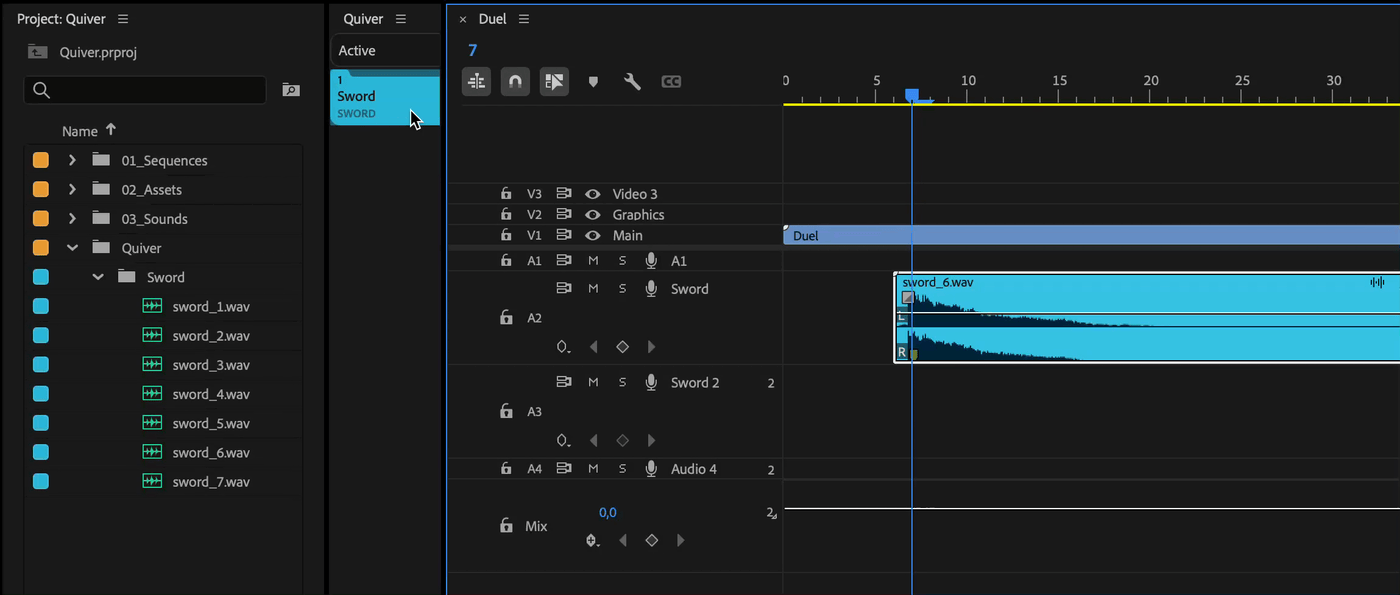 Project: Quiver
Quiver.prproj
Name
01_Sequences
02_Assets
03_Sounds
Quiver
Sword
sword_1.wav
sword_2.wav
sword_3.wav
sword_4.wav
sword_5.wav
sword_6.wav
sword_7.wav
Quiver
Active
1
Sword
SWORD
× Duel
7
CC
0 5 10 15 20 25 30
V3 Video 3
V2 Graphics
V1 Main
Duel
A1 M S A1
M S Sword
A2
sword_6.wav
L
R
M S Sword 2 2
A3
A4 M S Audio 4 2
0,0 2
Mix